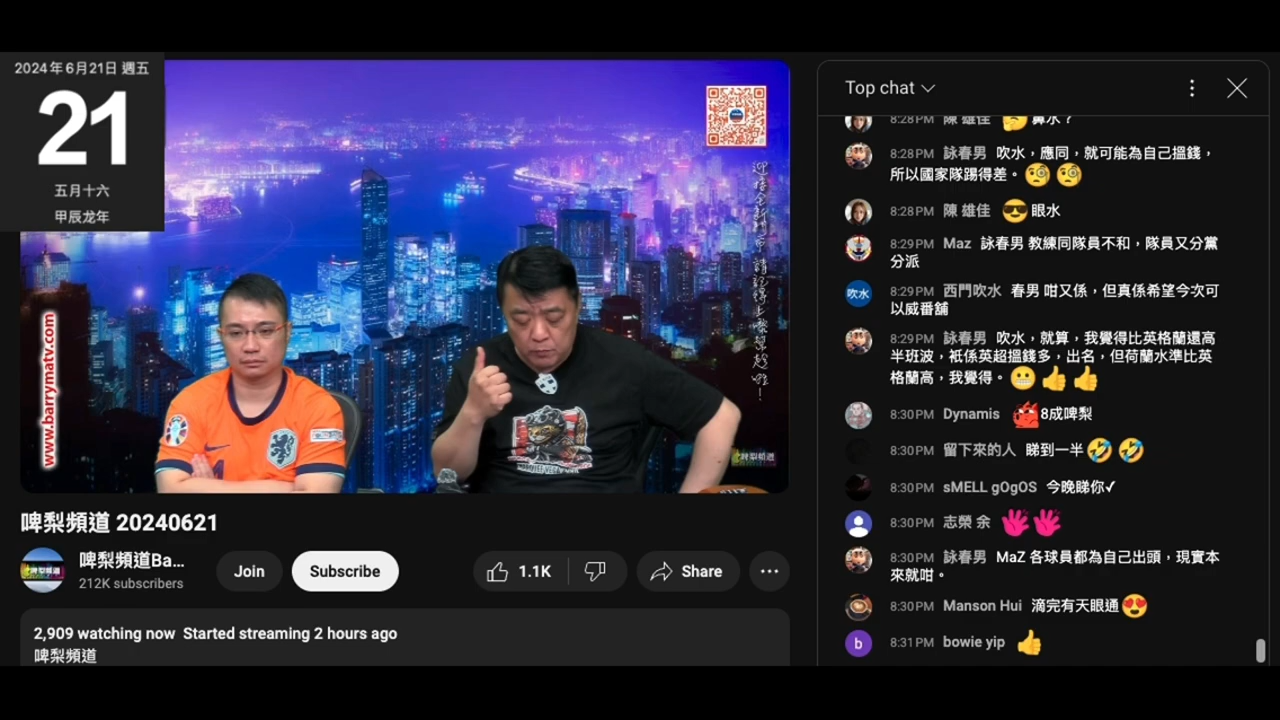 2024年6月21日 週五
21
五月十六
甲辰龙年
www.barrymatv.com
啤梨頻道
啤梨頻道 20240621
啤梨頻道Ba...
212K subscribers
Join
Subscribe
1.1K
Share
2,909 watching now Started streaming 2 hours ago
啤梨頻道
Top chat
8:28PM 陳 雄佳 🤔鼻水？
8:28PM 詠春男 吹水，應同，就可能為自己搵錢，
所以國家隊踢得差。🧐🧐
8:28PM 陳 雄佳 😎眼水
8:29PM Maz 詠春男 教練同隊員不和，隊員又分黨
分派
吹水
8:29PM 西門吹水 春男 咁又係，但真係希望今次可
以威番舖
8:29PM 詠春男 吹水，就算，我覺得比英格蘭還高
半班波，衹係英超搵錢多，出名，但荷蘭水準比英
格蘭高，我覺得。😬👍👍
8:30PM Dynamis 8成啤梨
8:30PM 留下來的人 睇到一半🤣🤣
8:30PM sMELL gOgOS 今晚睇你✓
8:30PM 志榮 余
8:30PM 詠春男 MaZ 各球員都為自己出頭，現實本
來就咁。
8:30PM Manson Hui 滴完有天眼通😍
b
8:31PM bowie yip 👍